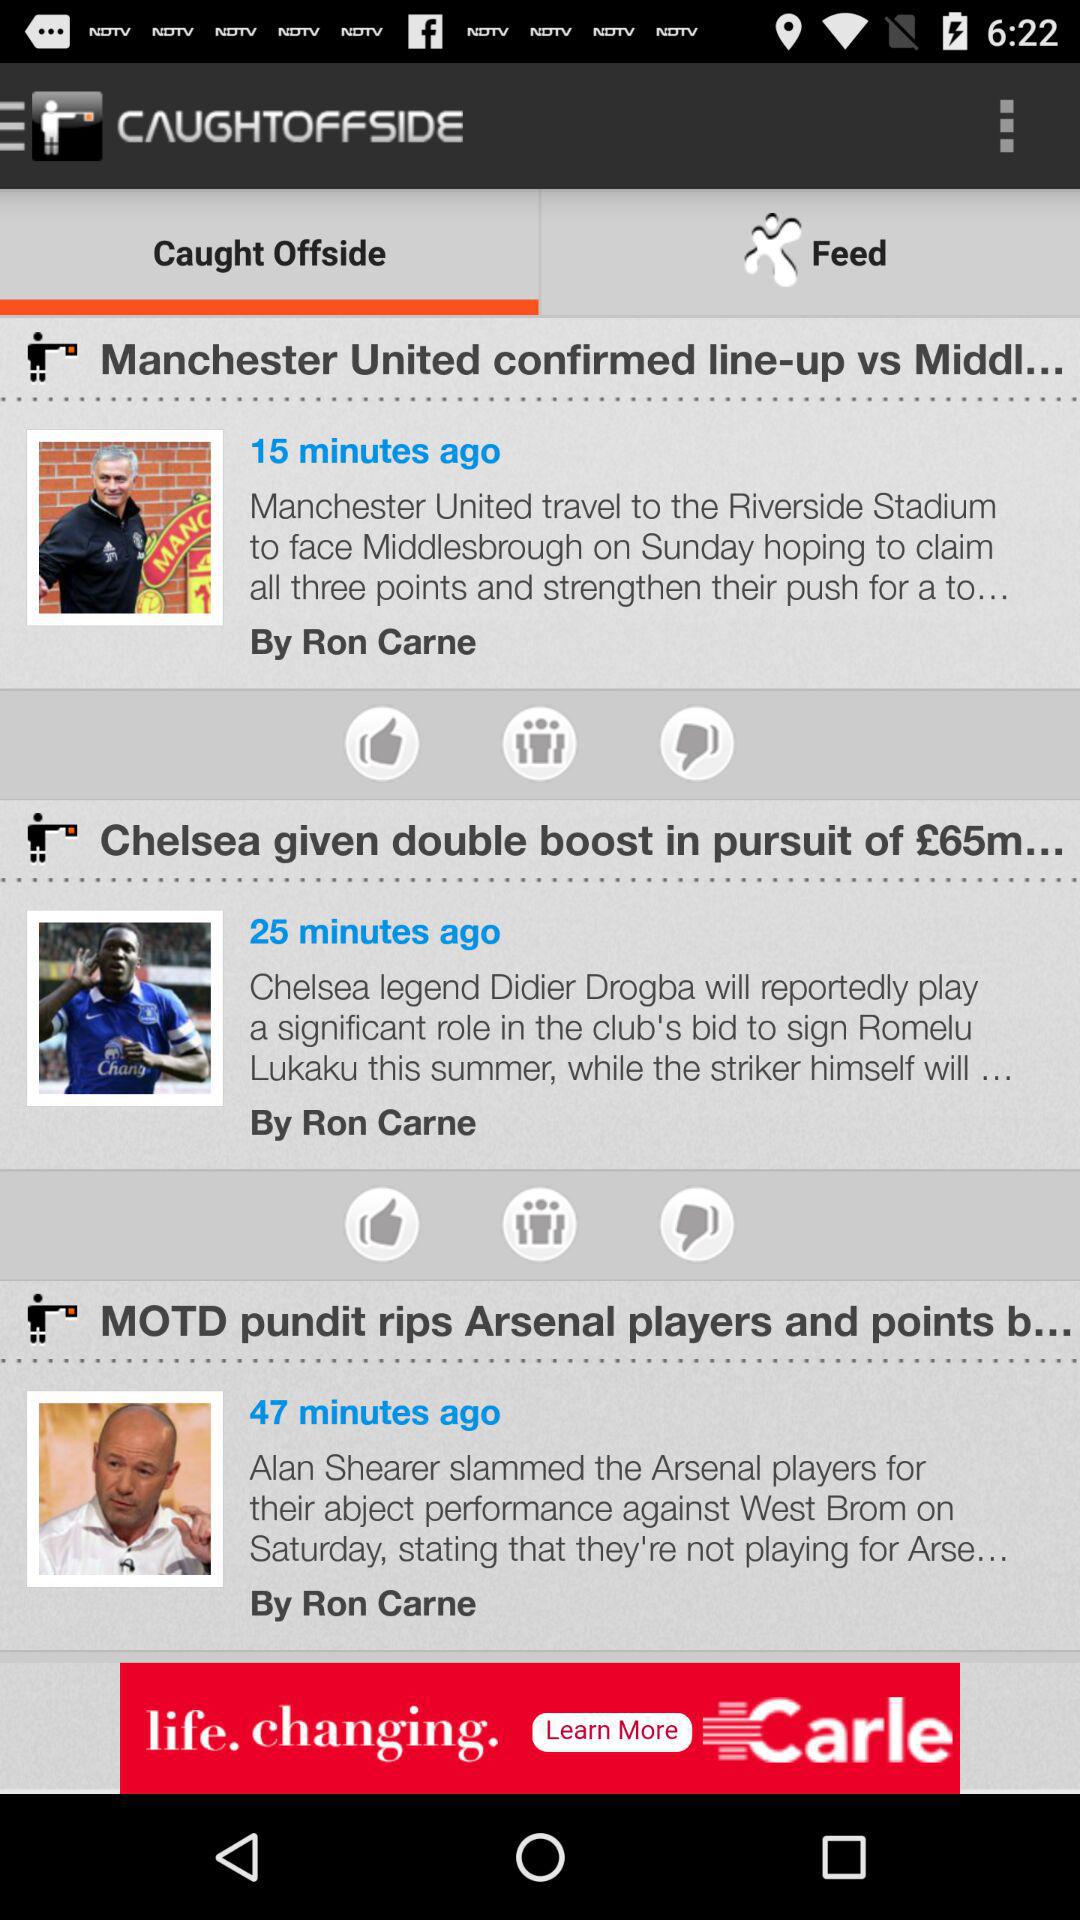 NDTV NDTV NDTV NDTV NDTV NDTV NDTV NDTV NDTV 6:22
CAUGHTOFFSIDE
Caught Offside
Feed
Manchester United confirmed line-up vs Middl...
15 minutes ago
Manchester United travel to the Riverside Stadium
to face Middlesbrough on Sunday hoping to claim
all three points and strengthen their push for a to...
By Ron Carne
Chelsea given double boost in pursuit of £65m...
Chang
25 minutes ago
Chelsea legend Didier Drogba will reportedly play
a significant role in the club's bid to sign Romelu
Lukaku this summer, while the striker himself will ...
By Ron Carne
MOTD pundit rips Arsenal players and points b...
47 minutes ago
Alan Shearer slammed the Arsenal players for
their abject performance against West Brom on
Saturday, stating that they're not playing for Arse...
By Ron Carne
life. changing. Learn More Carle